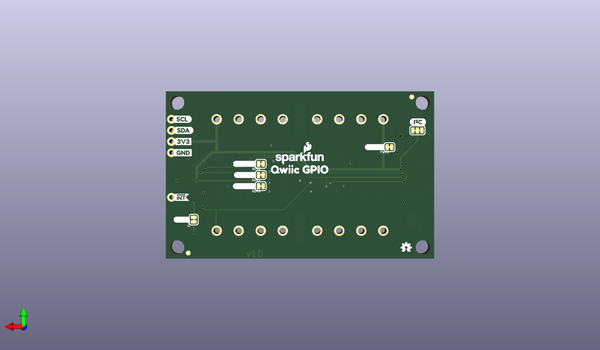 SCL
SDA
3V3
GND
I²C
sparkfun
Qwiic GPIO
INT
v10